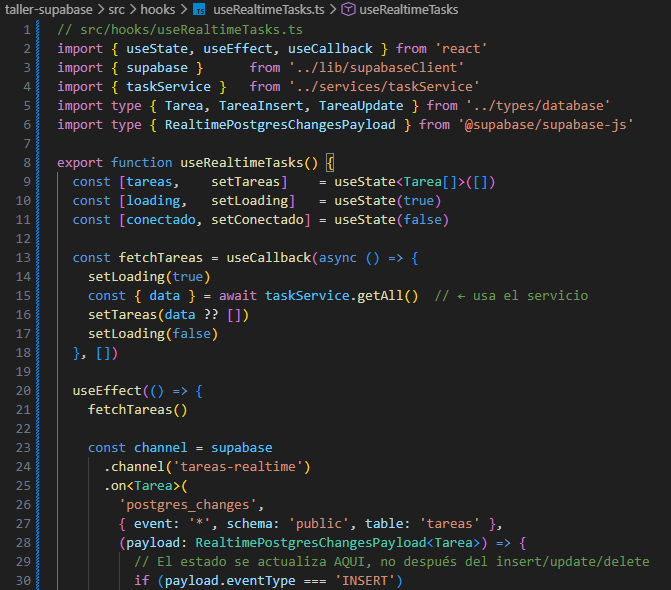 taller-supabase > src > hooks > TS useRealtimeTasks.ts > useRealtimeTasks
1 // src/hooks/useRealtimeTasks.ts
2 import { useState, useEffect, useCallback } from 'react'
3 import { supabase }      from '../lib/supabaseClient'
4 import { taskService }   from '../services/taskService'
5 import type { Tarea, TareaInsert, TareaUpdate } from '../types/database'
6 import type { RealtimePostgresChangesPayload } from '@supabase/supabase-js'
7
8 export function useRealtimeTasks() {
9   const [tareas,    setTareas]    = useState<Tarea[]>([])
10   const [loading,   setLoading]   = useState(true)
11   const [conectado, setConectado] = useState(false)
12
13   const fetchTareas = useCallback(async () => {
14     setLoading(true)
15     const { data } = await taskService.getAll()  // ← usa el servicio
16     setTareas(data ?? [])
17     setLoading(false)
18   }, [])
19
20   useEffect(() => {
21     fetchTareas()
22
23     const channel = supabase
24       .channel('tareas-realtime')
25       .on<Tarea>(
26         'postgres_changes',
27         { event: '*', schema: 'public', table: 'tareas' },
28         (payload: RealtimePostgresChangesPayload<Tarea>) => {
29           // El estado se actualiza AQUI, no después del insert/update/delete
30           if (payload.eventType === 'INSERT')